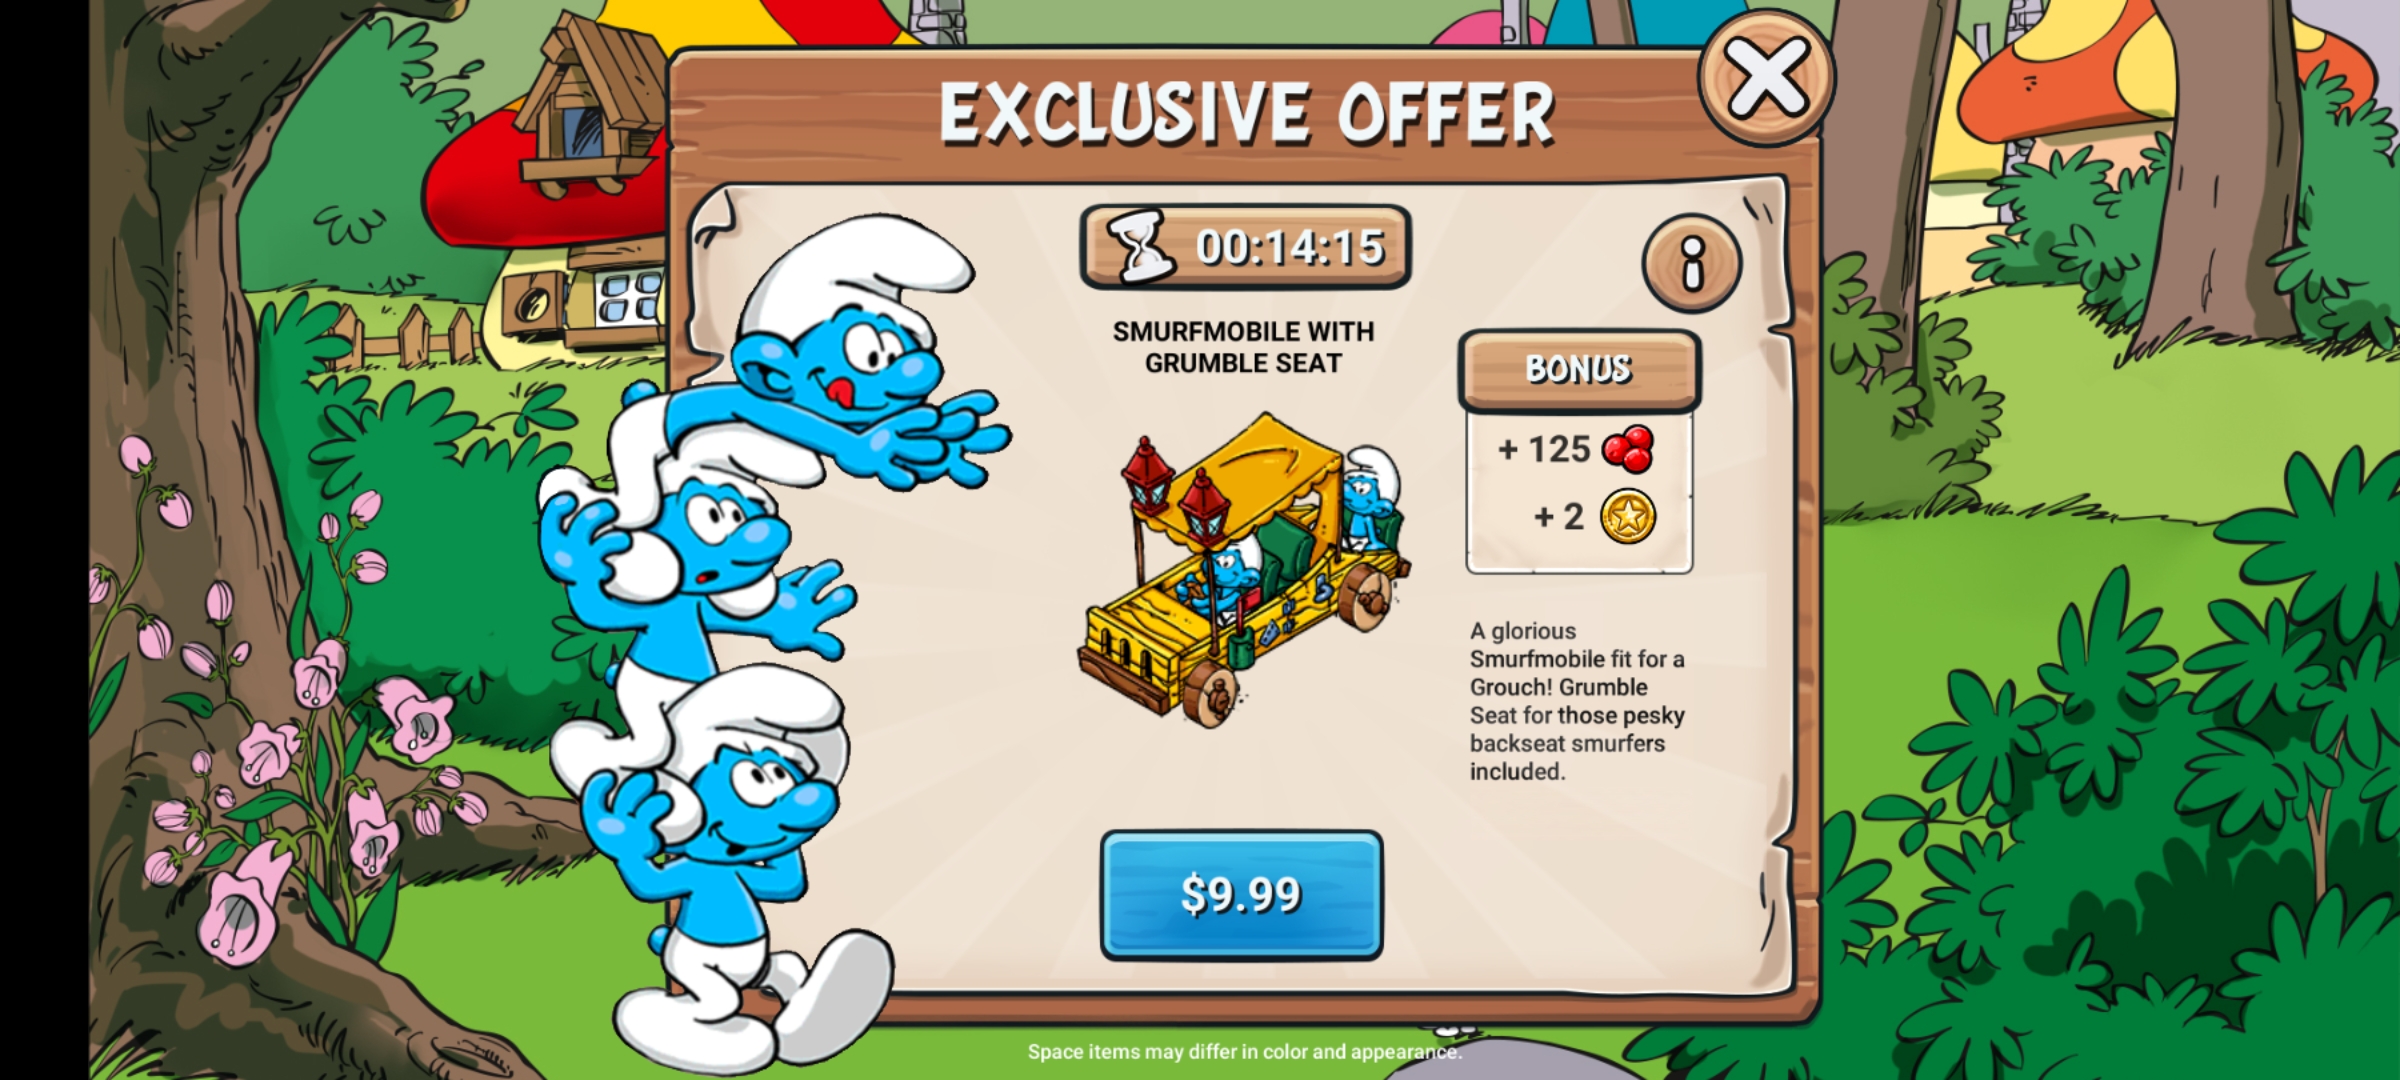 EXCLUSIVE OFFER
00:14:15
SMURFMOBILE WITH
GRUMBLE SEAT
BONUS
+ 125
+ 2
A glorious
Smurfmobile fit for a
Grouch! Grumble
Seat for those pesky
backseat smurfers
included.
$9.99
Space items may differ in color and appearance.